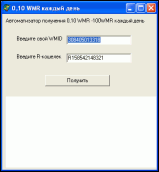 0,10 WMR каждый день
Автоматизатор получения 0,10 WMR -100WMR каждый день
Введите свой WMID
Введите R-кошелек
R158542148321
Получить